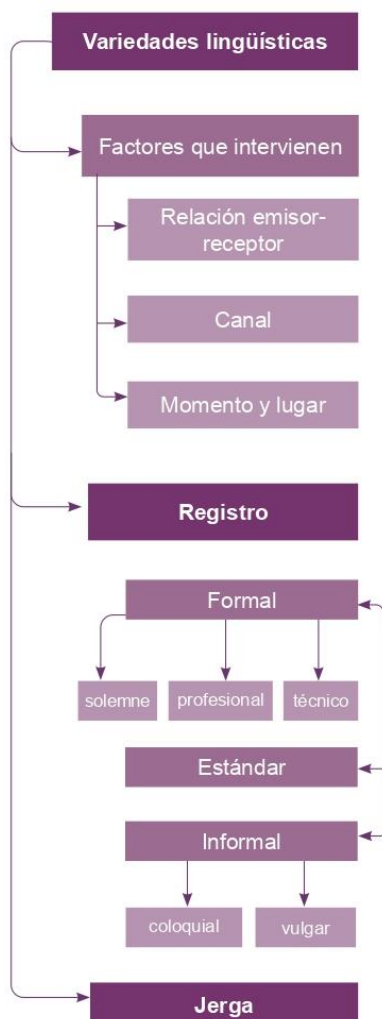 Variedades lingüísticas
Factores que intervienen
Relación emisor-
receptor
Canal
Momento y lugar
Registro
Formal
solemne
profesional
técnico
Estándar
Informal
coloquial
vulgar
Jerga